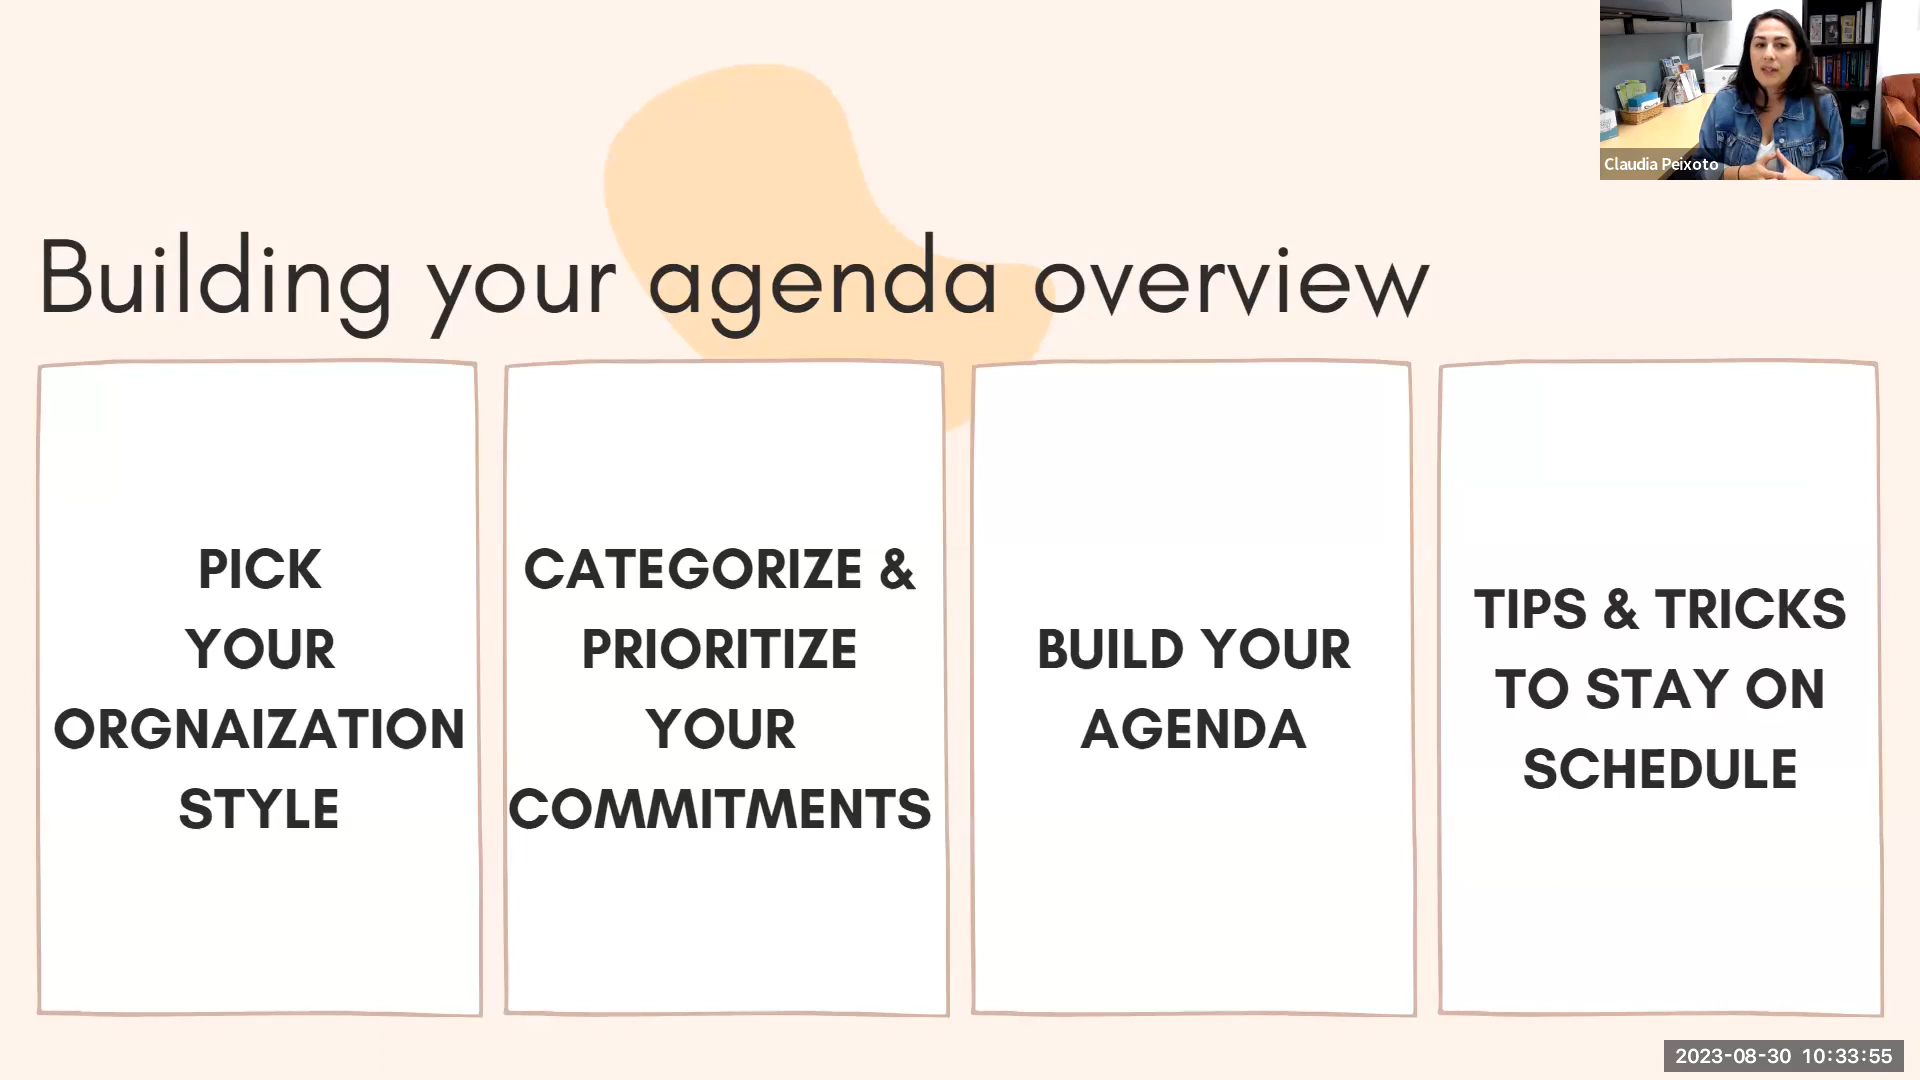 Claudia Peixoto
Building your agenda overview
PICK
YOUR
ORGNAIZATION
STYLE
CATEGORIZE &
PRIORITIZE
YOUR
COMMITMENTS
BUILD YOUR
AGENDA
TIPS & TRICKS
TO STAY ON
SCHEDULE
2023-08-30 10:33:55